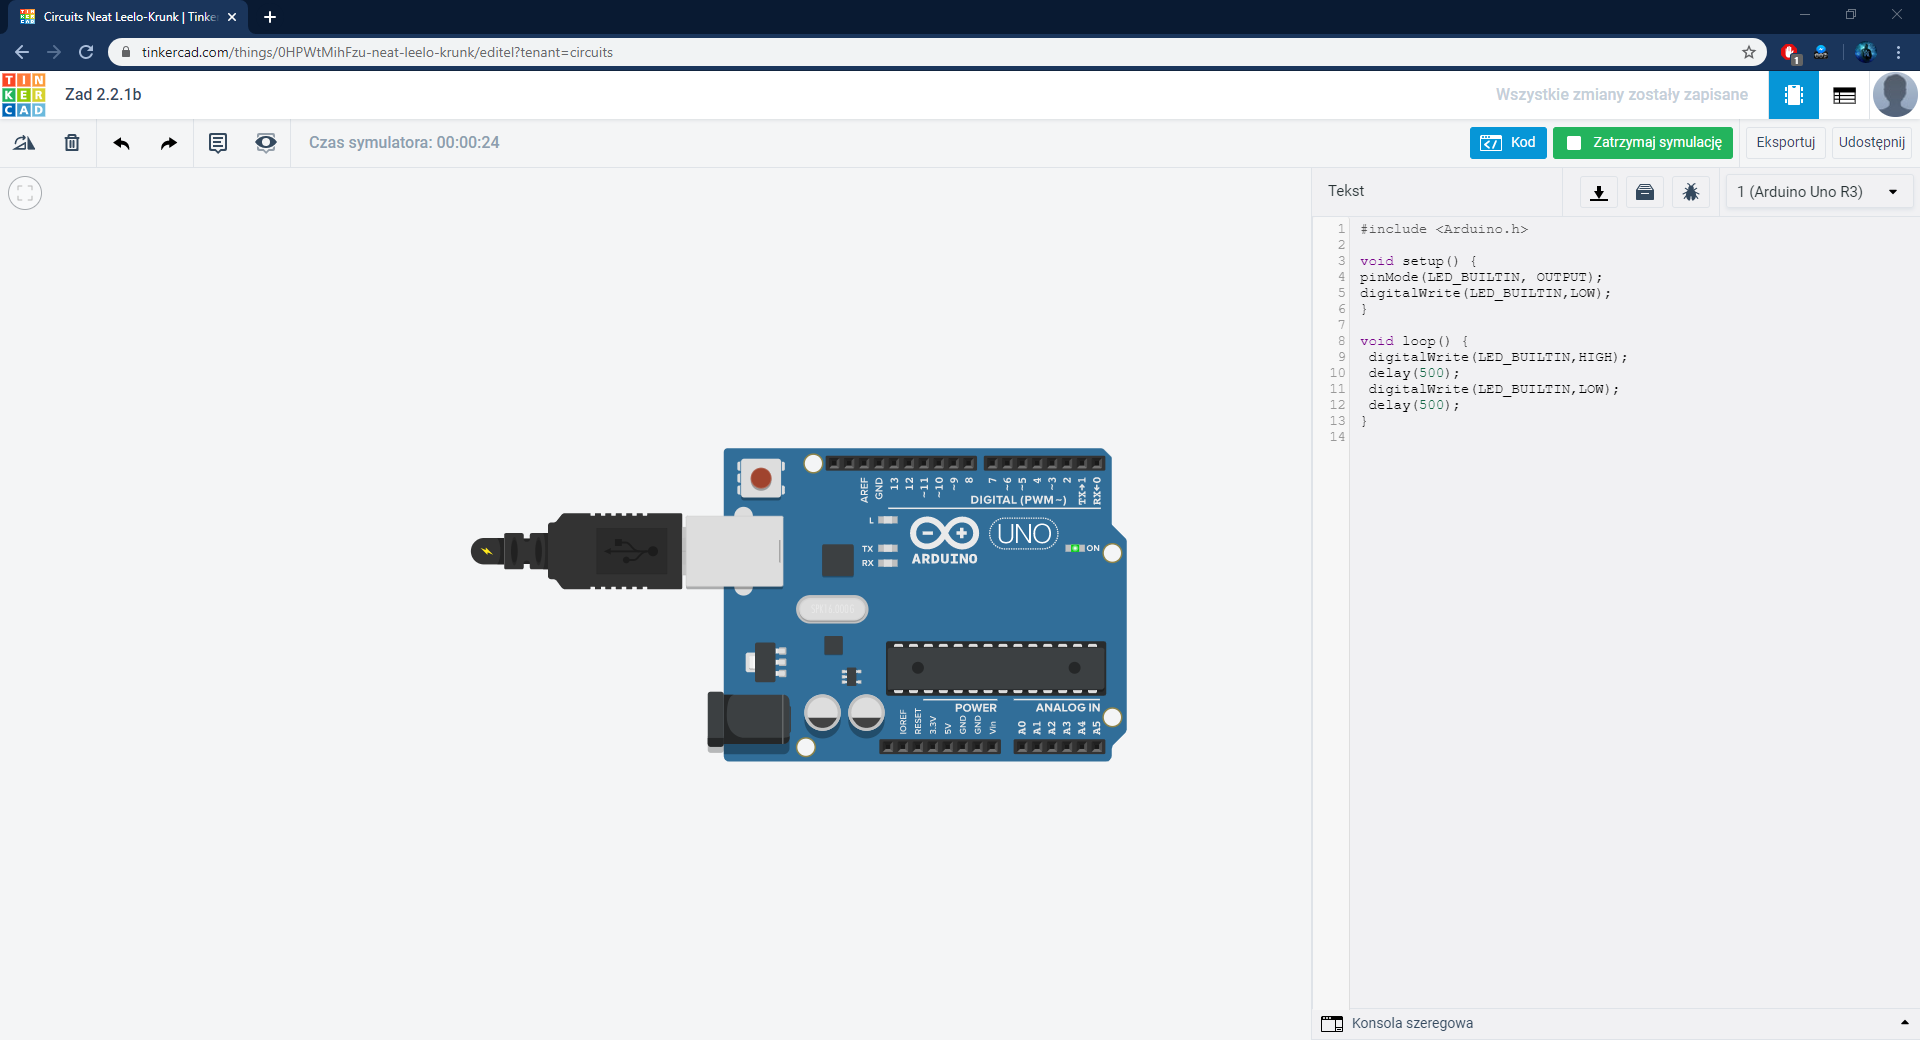 Circuits Neat Leelo-Krunk | Tinke
tinkercad.com/things/0HPWtMihFzu-neat-leelo-krunk/editel?tenant=circuits
1
TIN
KER
CAD
Zad 2.2.1b
Wszystkie zmiany zostały zapisane
Czas symulatora: 00:00:24
Kod
Zatrzymaj symulację
Eksportuj
Udostępnij
Tekst
1 (Arduino Uno R3)
1 #include <Arduino.h>
2
3 void setup() {
4 pinMode(LED_BUILTIN, OUTPUT);
5 digitalWrite(LED_BUILTIN,LOW);
6 }
7
8 void loop() {
9 digitalWrite(LED_BUILTIN,HIGH);
10 delay(500);
11 digitalWrite(LED_BUILTIN,LOW);
12 delay(500);
13 }
14
AREF GND 13 12 ~11 ~10 ~9 8 7 ~6 ~5 4 ~3 2 TX→1 RX←0
DIGITAL (PWM ~)
L
UNO
TX
RX
ARDUINO
ON
POWER
ANALOG IN
IOREF RESET 3.3V 5V GND GND Vin A0 A1 A2 A3 A4 A5
Konsola szeregowa